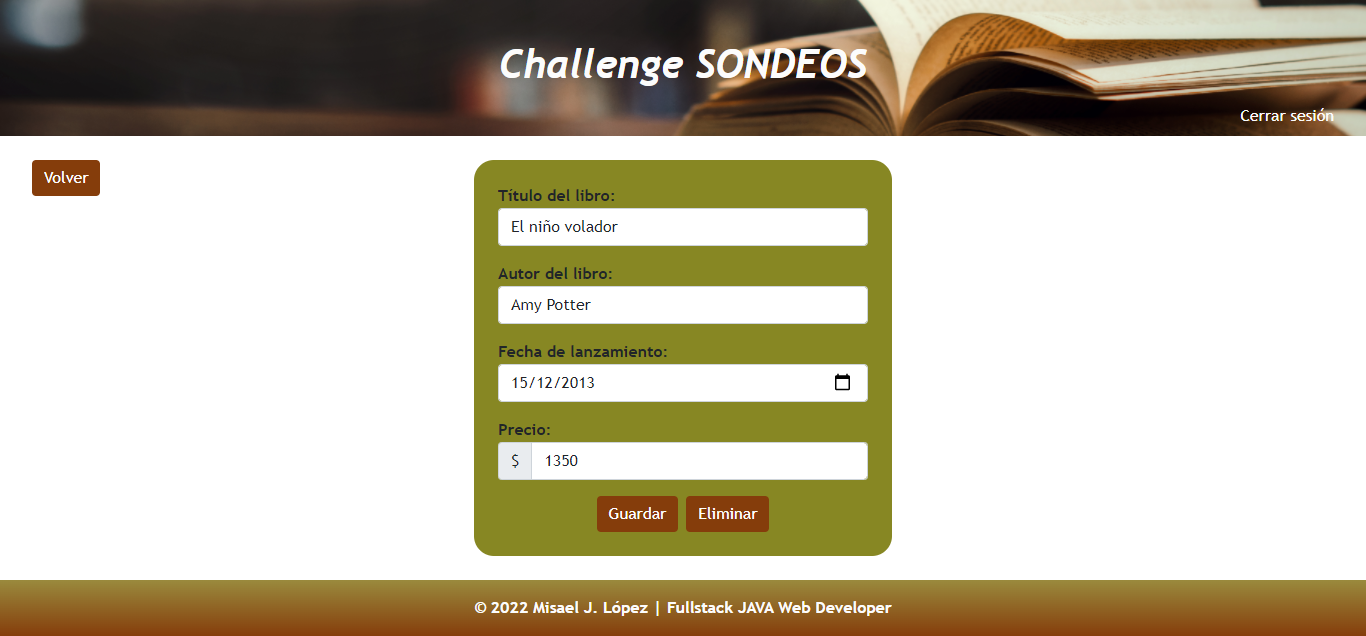 Challenge SONDEOS
Cerrar sesión
Volver
Título del libro:
El niño volador
Autor del libro:
Amy Potter
Fecha de lanzamiento:
15/12/2013
Precio:
$ 1350
Guardar Eliminar
© 2022 Misael J. López | Fullstack JAVA Web Developer